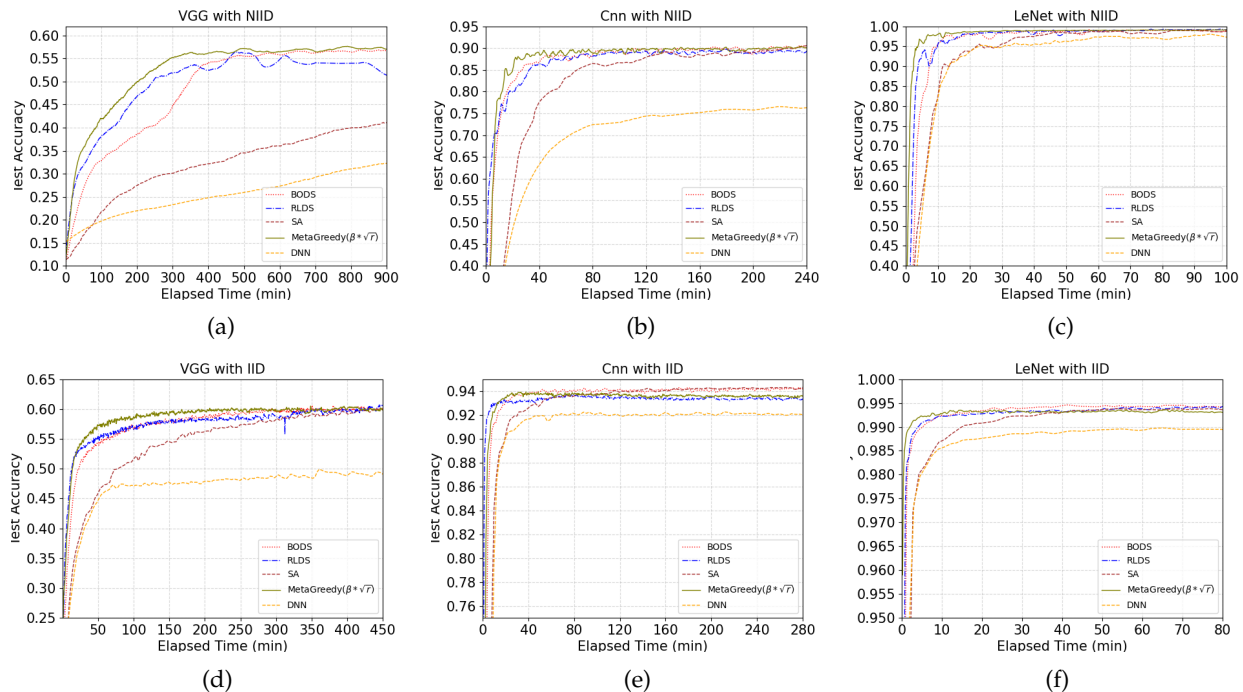 VGG with NIID
Test Accuracy
0.60
0.55
0.50
0.45
0.40
0.35
0.30
0.25
0.20
0.15
0.10
0 100 200 300 400 500 600 700 800 900
Elapsed Time (min)
BODS
RLDS
SA
MetaGreedy(β*√r)
DNN
(a)
Cnn with NIID
Test Accuracy
0.95
0.90
0.85
0.80
0.75
0.70
0.65
0.60
0.55
0.50
0.45
0.40
0 40 80 120 160 200 240
Elapsed Time (min)
BODS
RLDS
SA
MetaGreedy(β*√r)
DNN
(b)
LeNet with NIID
1.00
0.95
0.90
0.85
0.80
0.75
0.70
0.65
0.60
0.55
0.50
0.45
0.40
0 10 20 30 40 50 60 70 80 90 100
Elapsed Time (min)
BODS
RLDS
SA
MetaGreedy(β*√r)
DNN
(c)
VGG with IID
Test Accuracy
0.65
0.60
0.55
0.50
0.45
0.40
0.35
0.30
0.25
50 100 150 200 250 300 350 400 450
Elapsed Time (min)
BODS
RLDS
SA
MetaGreedy(β*√r)
DNN
(d)
Cnn with IID
Test Accuracy
0.94
0.92
0.90
0.88
0.86
0.84
0.82
0.80
0.78
0.76
0 40 80 120 160 200 240 280
Elapsed Time (min)
BODS
RLDS
SA
MetaGreedy(β*√r)
DNN
(e)
LeNet with IID
1.000
0.995
0.990
0.985
0.980
0.975
0.970
0.965
0.960
0.955
0.950
0 10 20 30 40 50 60 70 80
Elapsed Time (min)
BODS
RLDS
SA
MetaGreedy(β*√r)
DNN
(f)